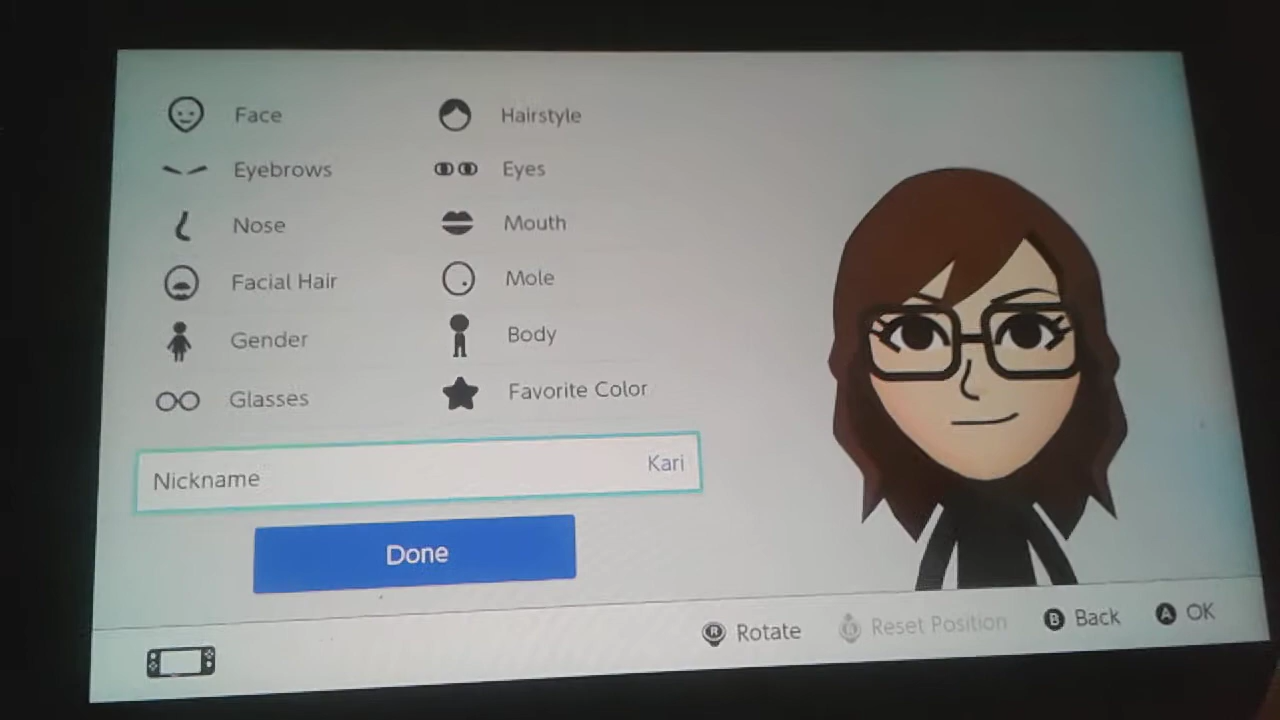 Face
Hairstyle
Eyebrows
Eyes
Nose
Mouth
Facial Hair
Mole
Gender
Body
Glasses
Favorite Color
Nickname Kari
Done
R Rotate Reset Position B Back A OK